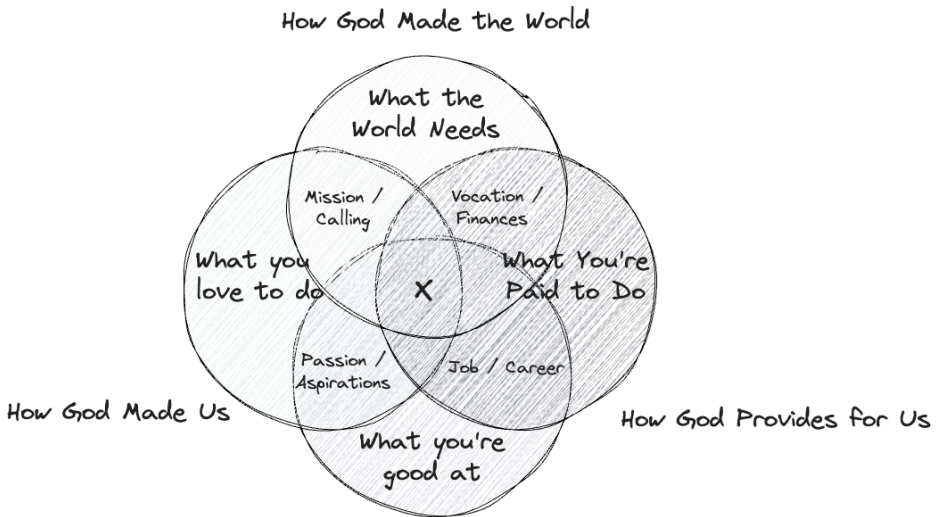 How God Made the World
What the
World Needs
Mission /
Calling
Vocation /
Finances
What you
love to do
X
What You're
Paid to Do
Passion /
Aspirations
Job / Career
How God Made Us
How God Provides for Us
What you're
good at